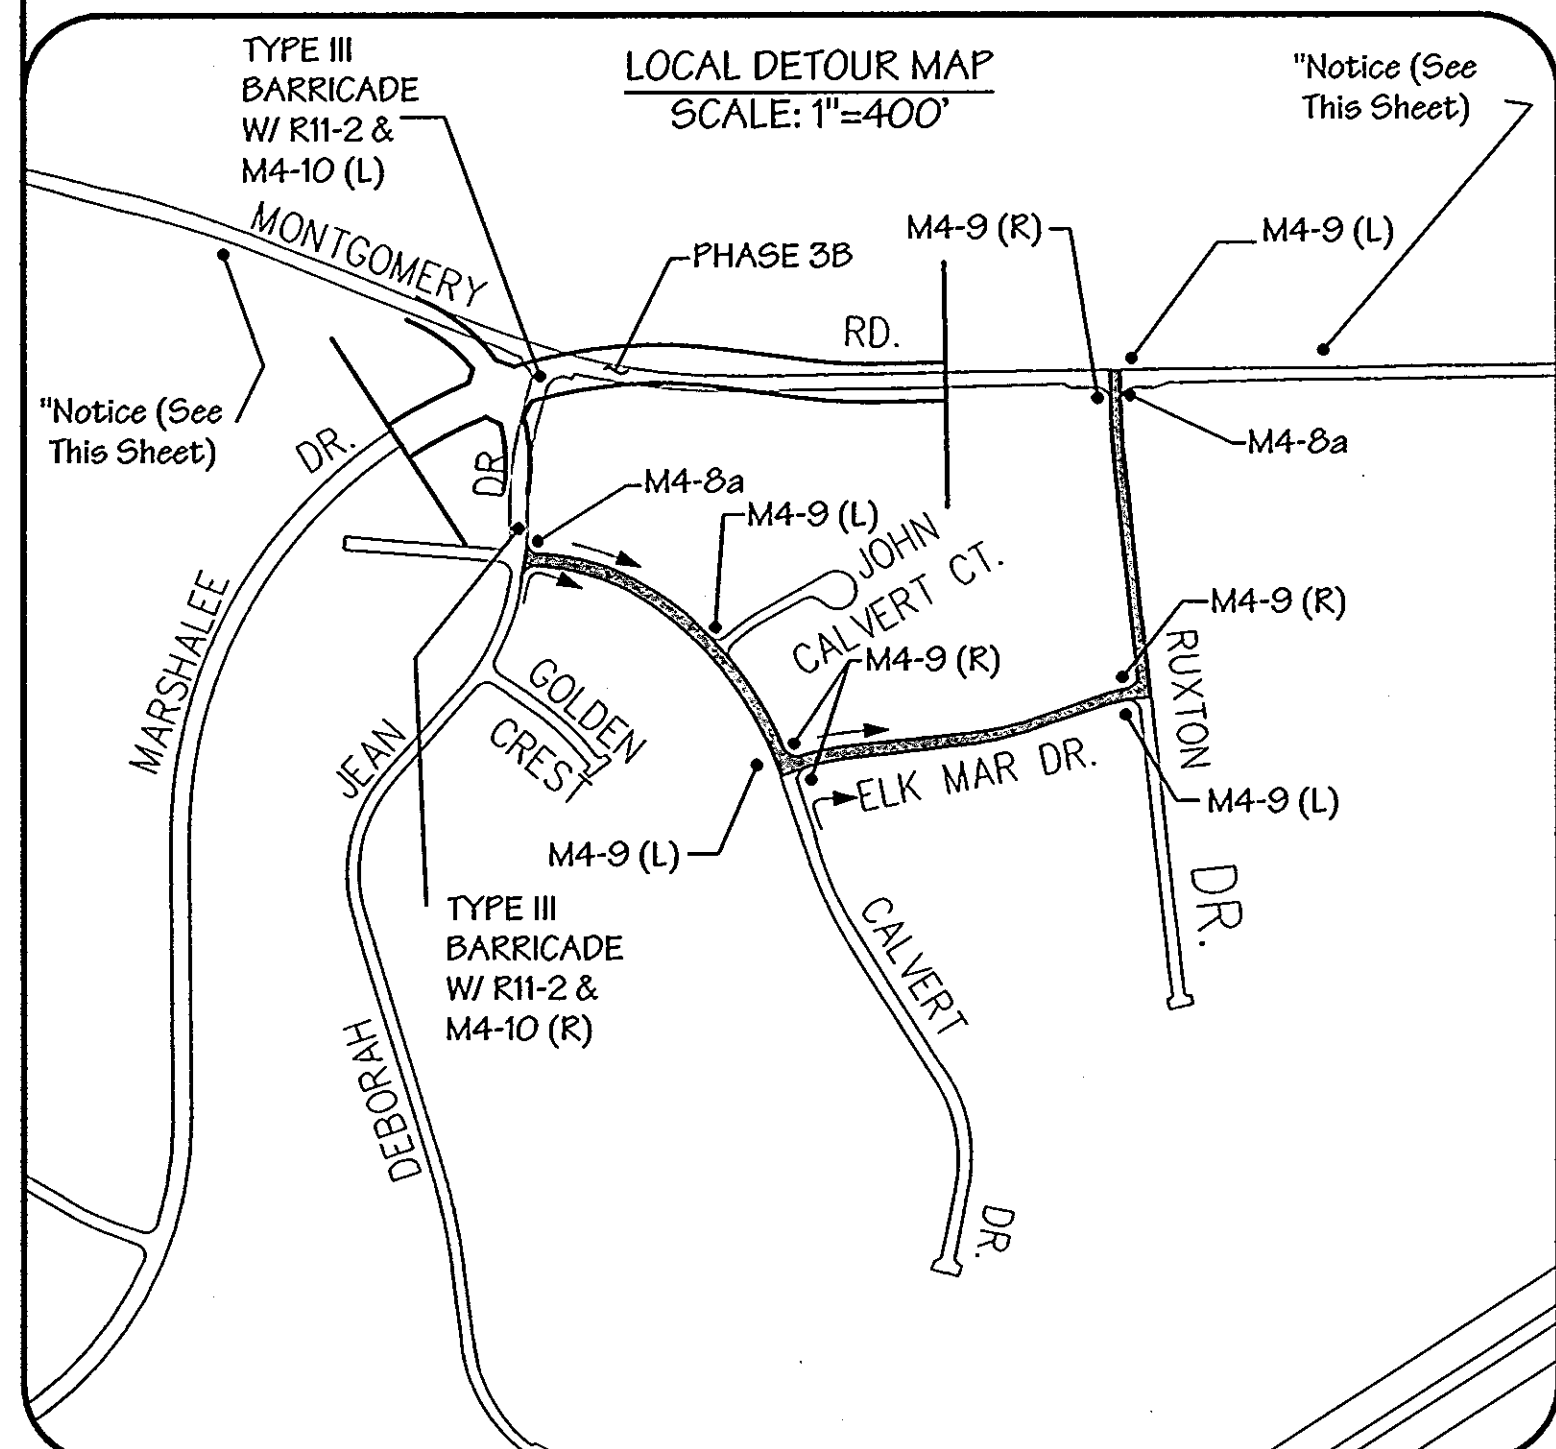 TYPE III
BARRICADE
W/ R11-2 &
M4-10 (L)
LOCAL DETOUR MAP
SCALE: 1"=400'
"Notice (See
This Sheet)
MONTGOMERY
M4-9 (R)
M4-9 (L)
PHASE 3B
RD.
"Notice (See
This Sheet)
DR.
DR
M4-8a
M4-8a
M4-9 (L)
JOHN
CALVERT CT.
MARSHALEE
M4-9 (R)
M4-9 (R)
RUXTON
GOLDEN
CREST
JEAN
ELK MAR DR.
M4-9 (L)
M4-9 (L)
DR.
TYPE III
BARRICADE
W/ R11-2 &
M4-10 (R)
CALVERT
DEBORAH
DR.